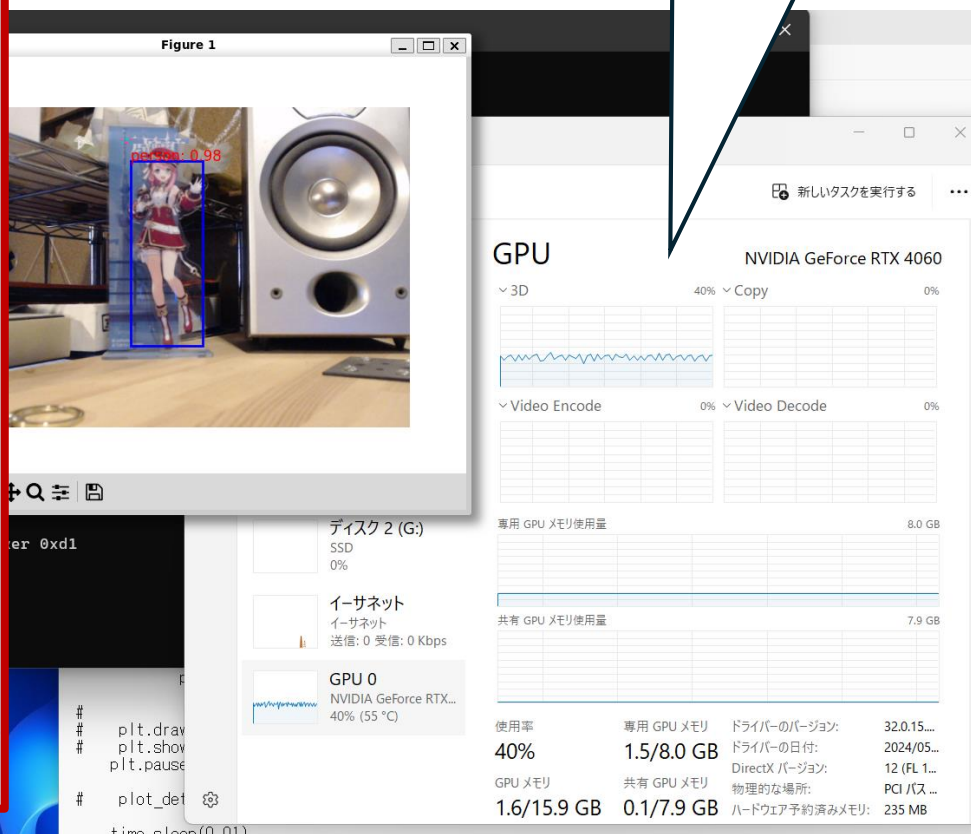 Figure 1
person: 0.98
新しいタスクを実行する
GPU
NVIDIA GeForce RTX 4060
3D 40%
Copy 0%
Video Encode 0%
Video Decode 0%
専用 GPU メモリ使用量 8.0 GB
共有 GPU メモリ使用量 7.9 GB
ディスク 2 (G:)
SSD
0%
イーサネット
イーサネット
送信: 0 受信: 0 Kbps
GPU 0
NVIDIA GeForce RTX...
40% (55 °C)
使用率
40%
専用 GPU メモリ
1.5/8.0 GB
GPU メモリ
1.6/15.9 GB
共有 GPU メモリ
0.1/7.9 GB
ドライバーのバージョン: 32.0.15....
ドライバーの日付: 2024/05...
DirectX バージョン: 12 (FL 1...
物理的な場所: PCI バス ...
ハードウェア予約済みメモリ: 235 MB
er 0xd1
#
# plt.draw
# plt.show
plt.pause
# plot_det
time.sleep(0.01)